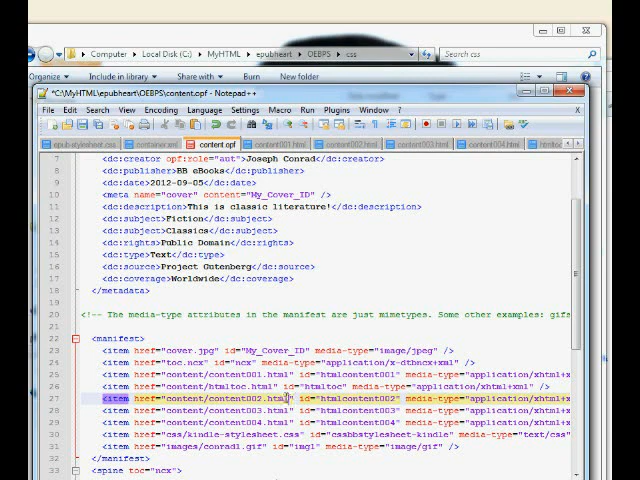 Computer ▸ Local Disk (C:) ▸ MyHTML ▸ epubheart ▸ OEBPS ▸ css
Search css
Organize Include in library Share with Burn New folder
*C:\MyHTML\epubheart\OEBPS\content.opf - Notepad++
File Edit Search View Encoding Language Settings Macro Run Plugins Window ?
epub-stylesheet.css container.xml content.opf content001.html content002.html content003.html content004.html htmltoc
7 <dc:creator opf:role="aut">Joseph Conrad</dc:creator>
8 <dc:publisher>BB eBooks</dc:publisher>
9 <dc:date>2012-09-05</dc:date>
10 <meta name="cover" content="My_Cover_ID" />
11 <dc:description>This is classic literature!</dc:description>
12 <dc:subject>Fiction</dc:subject>
13 <dc:subject>Classics</dc:subject>
14 <dc:rights>Public Domain</dc:rights>
15 <dc:type>Text</dc:type>
16 <dc:source>Project Gutenberg</dc:source>
17 <dc:coverage>Worldwide</dc:coverage>
18 </metadata>
19
20 <!-- The media-type attributes in the manifest are just mimetypes. Some other examples: gifs
21
22 <manifest>
23 <item href="cover.jpg" id="My_Cover_ID" media-type="image/jpeg" />
24 <item href="toc.ncx" id="ncx" media-type="application/x-dtbncx+xml" />
25 <item href="content/content001.html" id="htmlcontent001" media-type="application/xhtml+x
26 <item href="content/htmltoc.html" id="htmltoc" media-type="application/xhtml+xml" />
27 <item href="content/content002.html" id="htmlcontent002" media-type="application/xhtml+x
28 <item href="content/content003.html" id="htmlcontent003" media-type="application/xhtml+x
29 <item href="content/content004.html" id="htmlcontent004" media-type="application/xhtml+x
30 <item href="css/kindle-stylesheet.css" id="cssbbstylesheet-kindle" media-type="text/css"
31 <item href="images/conrad1.gif" id="img1" media-type="image/gif" />
32 </manifest>
33 <spine toc="ncx">